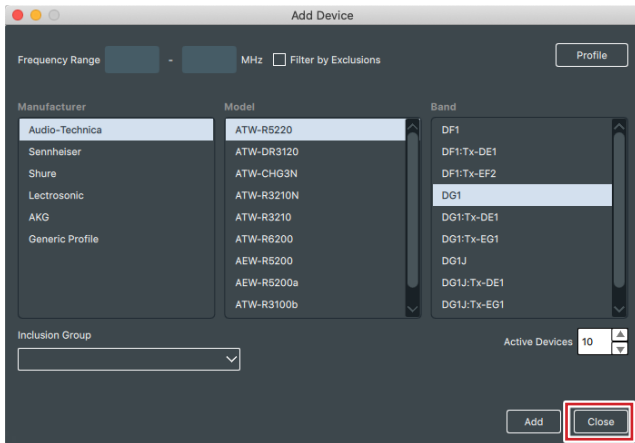 Add Device
Frequency Range - MHz Filter by Exclusions Profile
Manufacturer Model Band
Audio-Technica ATW-R5220 DF1
Sennheiser ATW-DR3120 DF1:Tx-DE1
Shure ATW-CHG3N DF1:Tx-EF2
Lectrosonic ATW-R3210N DG1
AKG ATW-R3210 DG1:Tx-DE1
Generic Profile ATW-R6200 DG1:Tx-EG1
AEW-R5200 DG1J
AEW-R5200a DG1J:Tx-DE1
ATW-R3100b DG1J:Tx-EG1
Inclusion Group Active Devices 10
Add Close